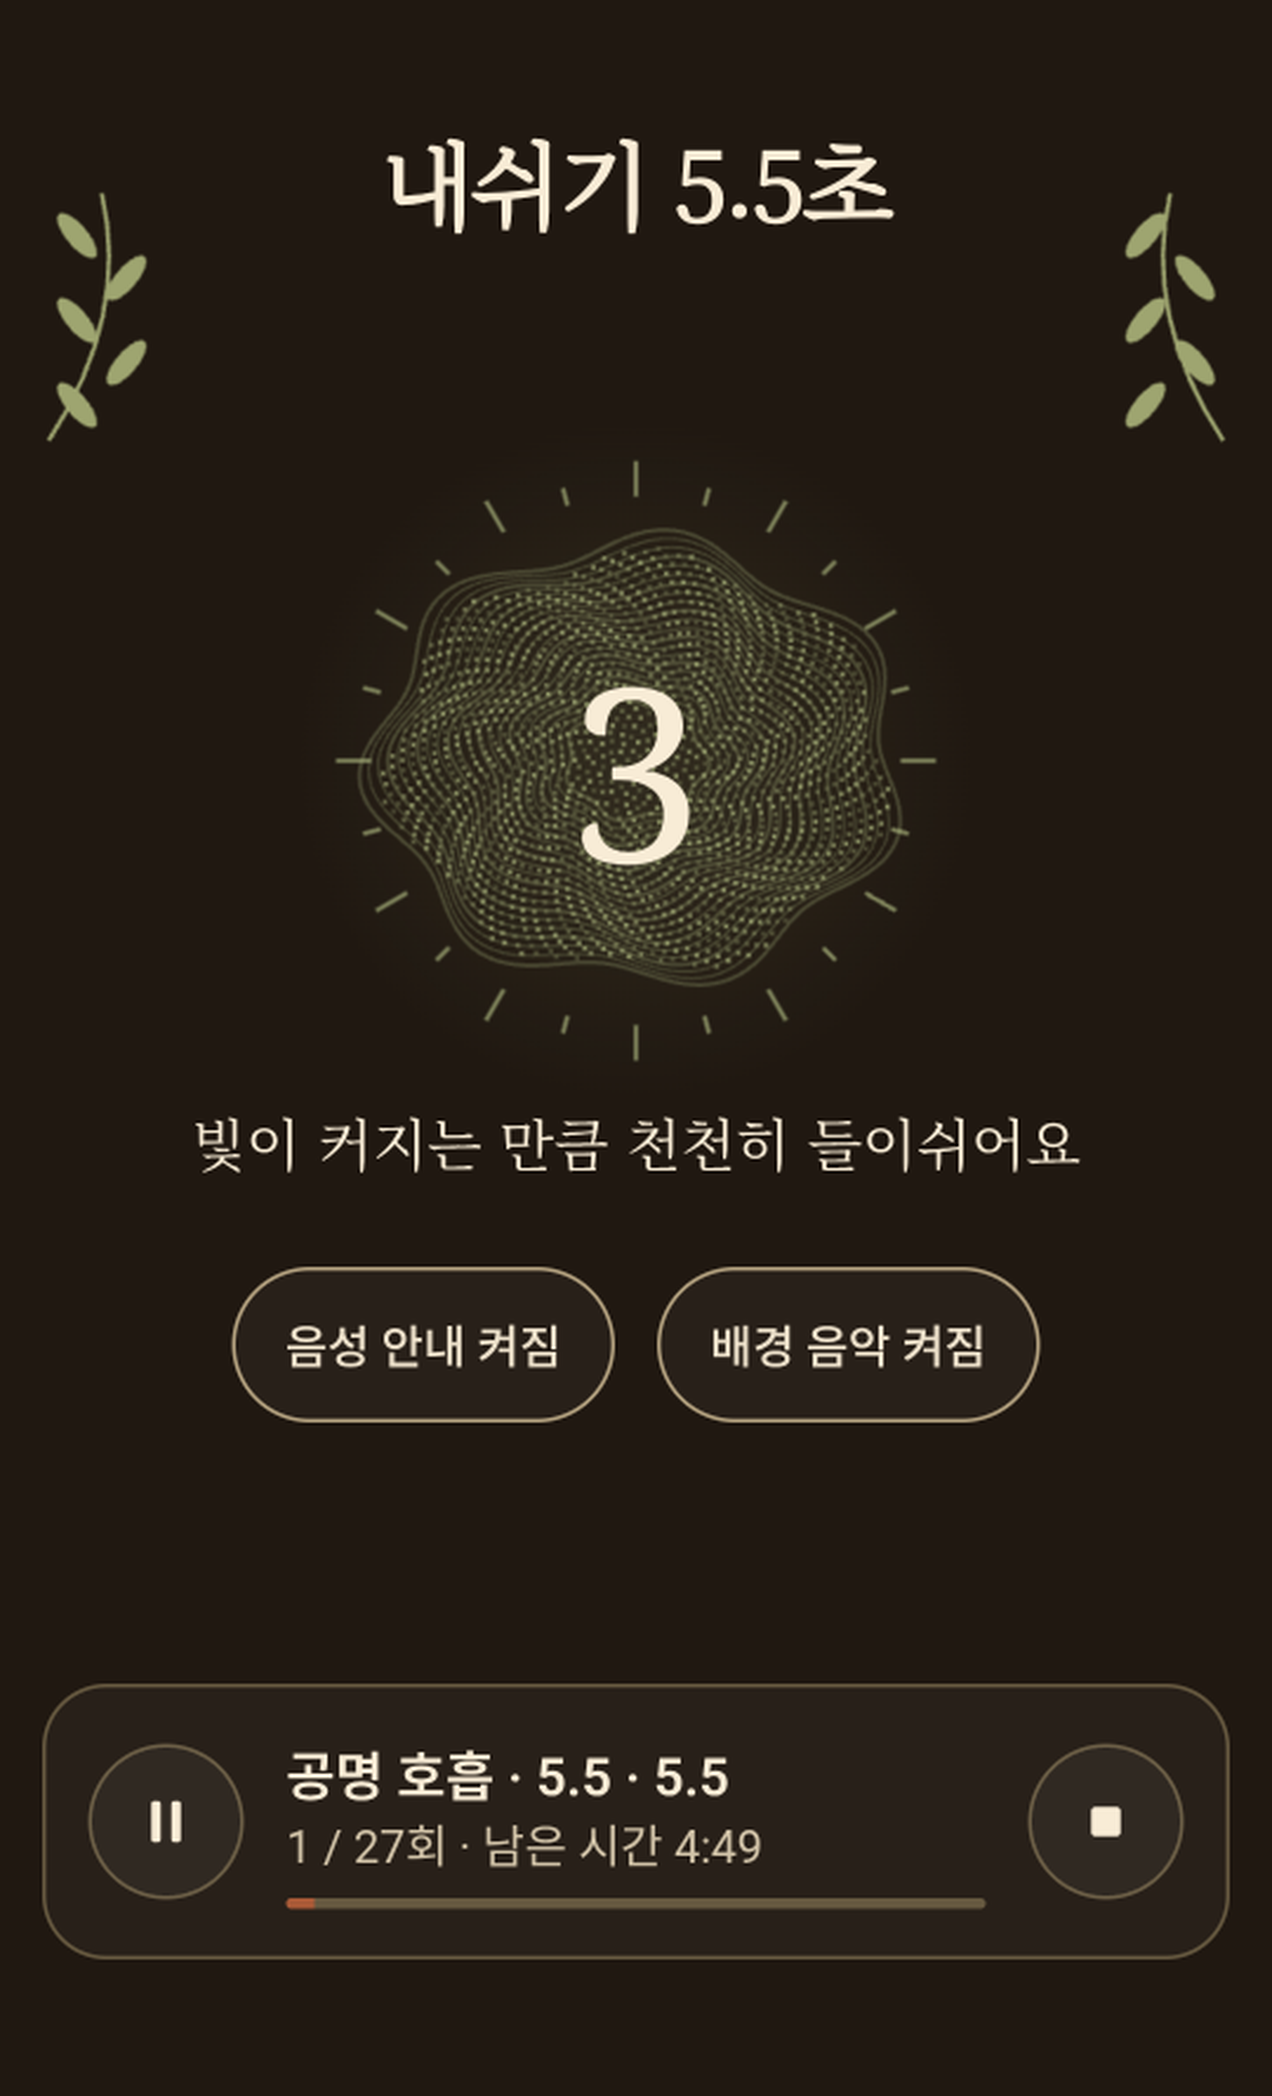 내쉬기 5.5초
3
빛이 커지는 만큼 천천히 들이쉬어요
음성 안내 켜짐
배경 음악 켜짐
공명 호흡 · 5.5 · 5.5
1 / 27회 · 남은 시간 4:49